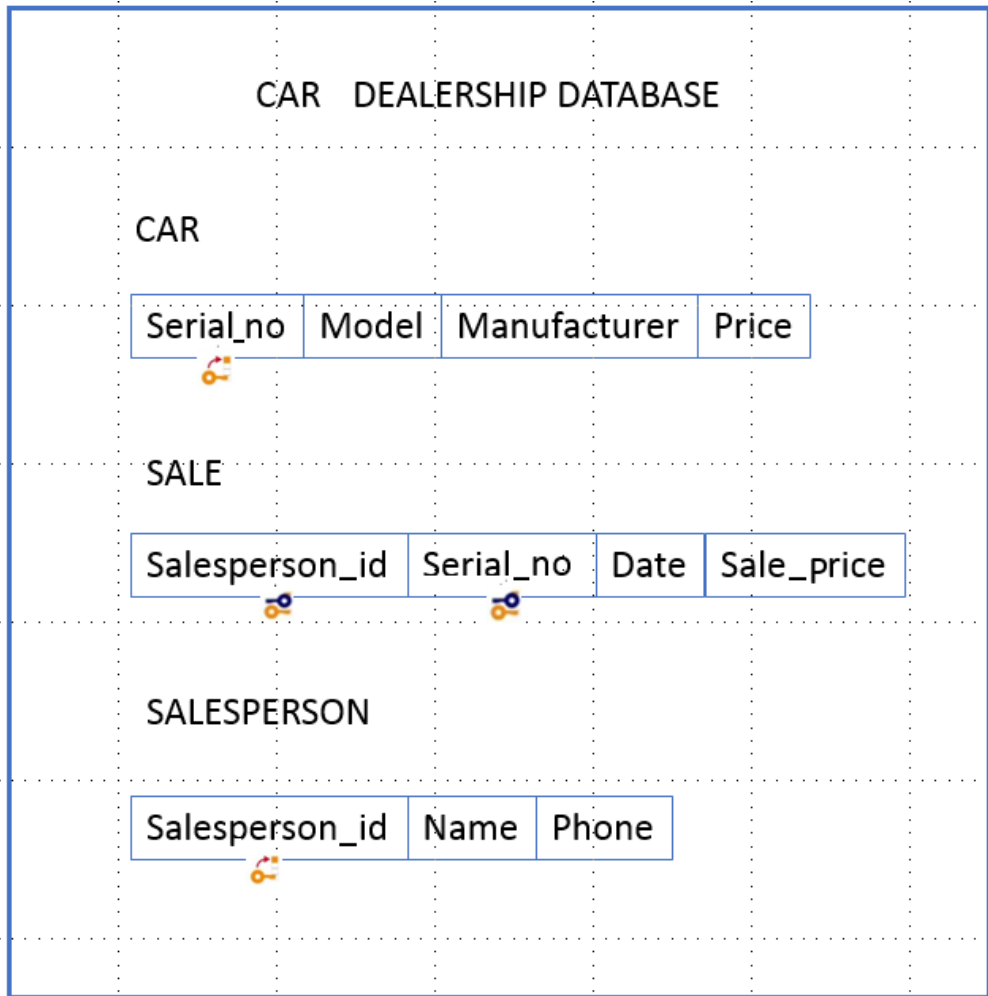 CAR DEALERSHIP DATABASE
CAR
Serial_no Model Manufacturer Price
SALE
Salesperson_id Serial_no Date Sale_price
SALESPERSON
Salesperson_id Name Phone